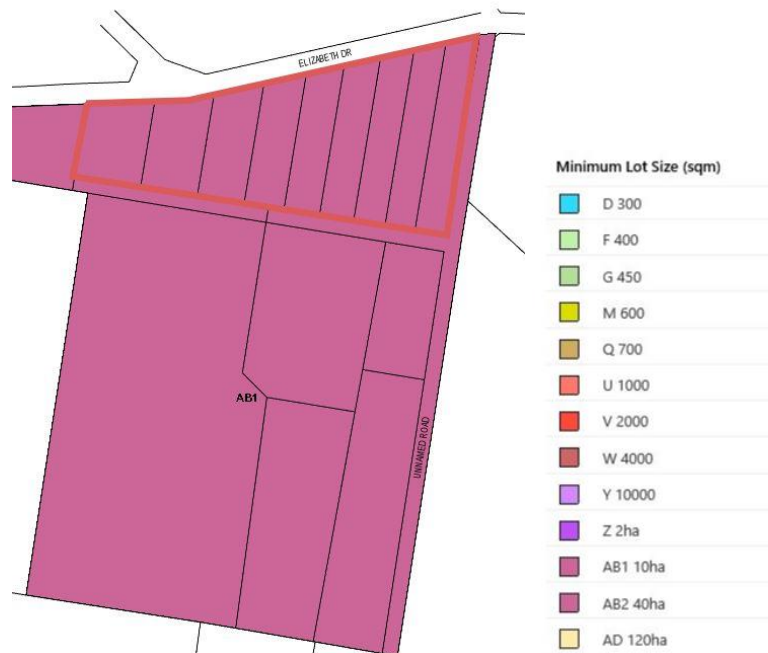 ELIZABETH DR
AB1
UNNAMED ROAD
Minimum Lot Size (sqm)
D 300
F 400
G 450
M 600
Q 700
U 1000
V 2000
W 4000
Y 10000
Z 2ha
AB1 10ha
AB2 40ha
AD 120ha